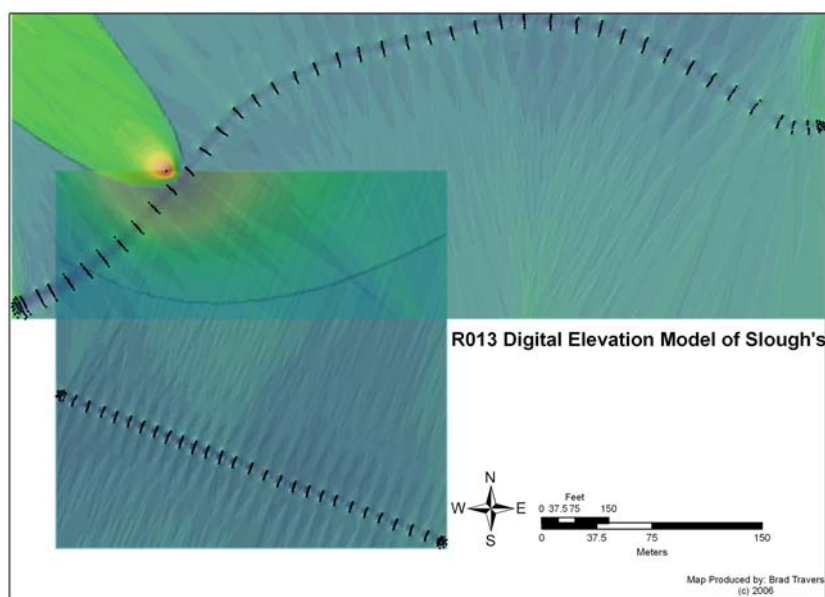 R013 Digital Elevation Model of Slough's
N
W E
S
Feet
0 37.5 75 150
0 37.5 75 150
Meters
Map Produced by: Brad Travers
(c) 2006